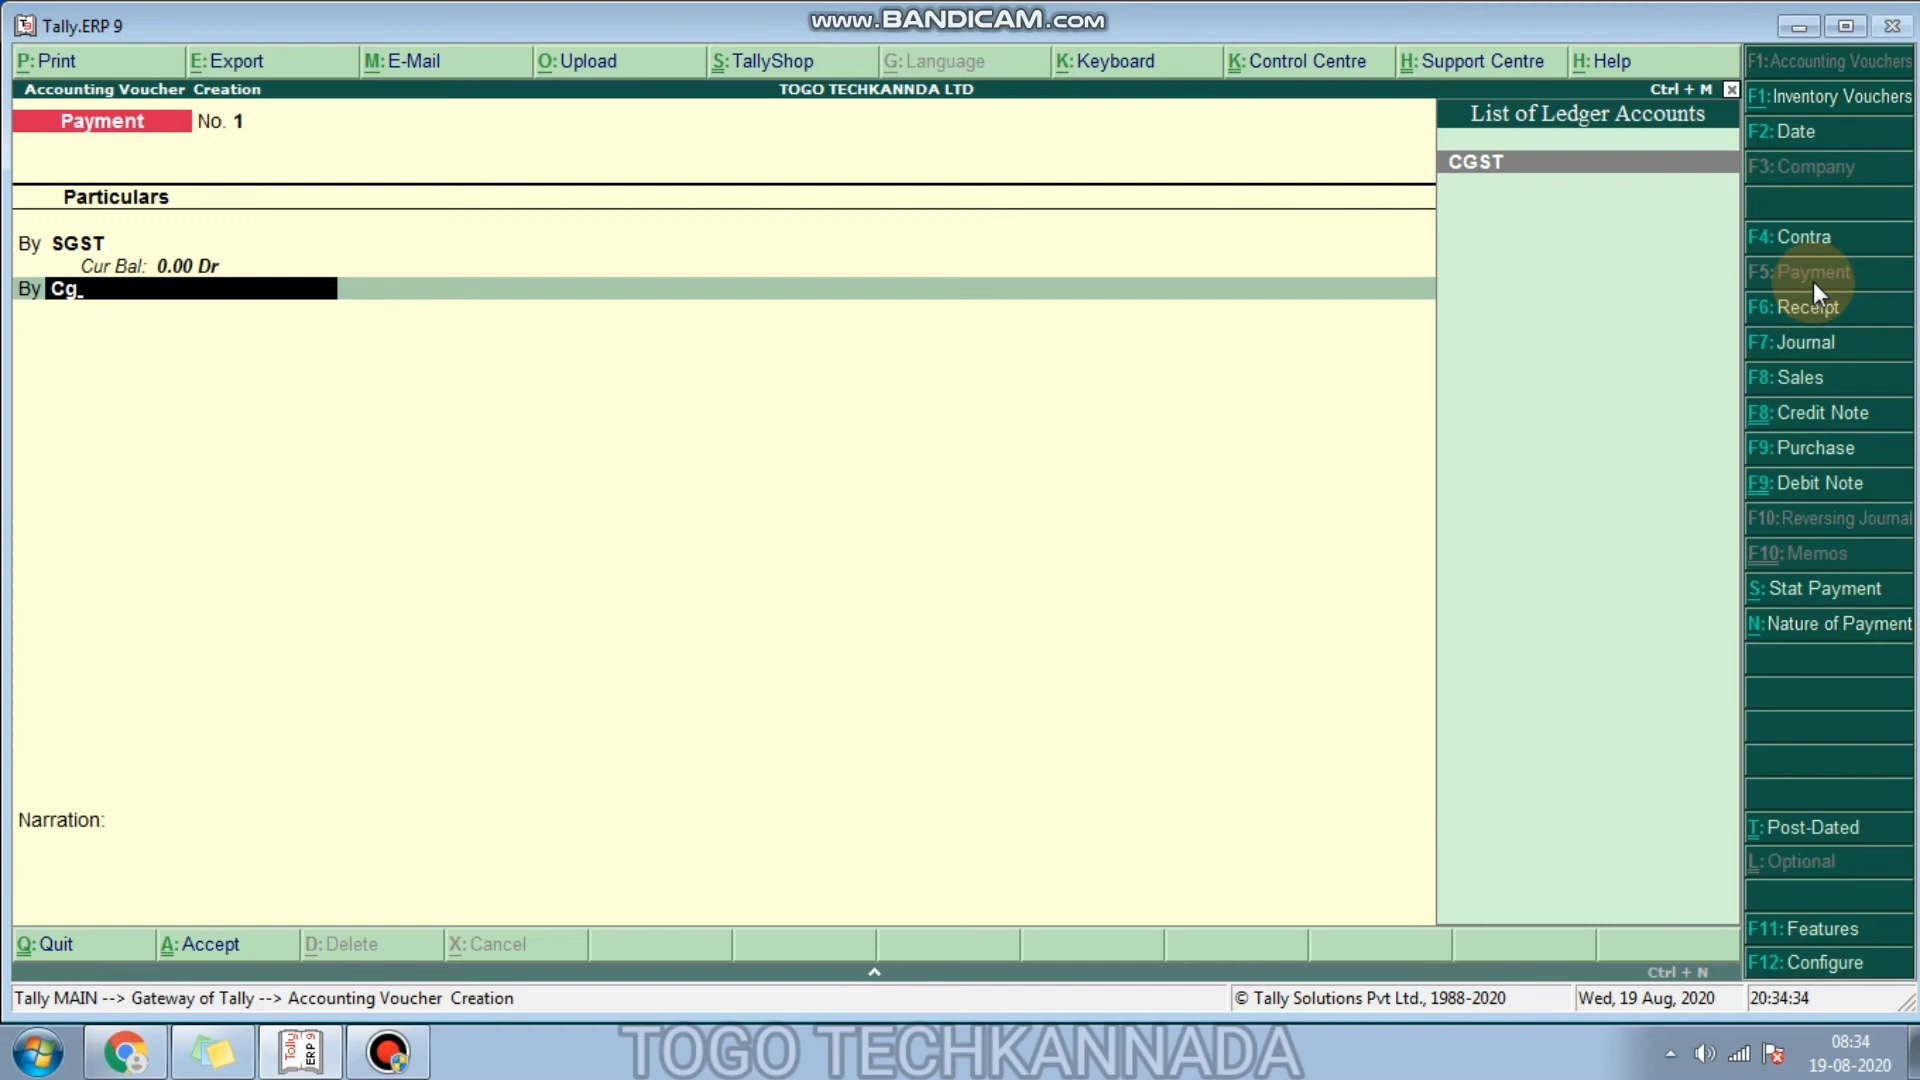 www.BANDICAM.com
Tally.ERP 9
P: Print
E: Export
M: E-Mail
O: Upload
S: TallyShop
G: Language
K: Keyboard
K: Control Centre
H: Support Centre
H: Help
Accounting Voucher Creation
TOGO TECHKANNDA LTD
Ctrl + M
Payment No. 1
Particulars
By SGST
Cur Bal: 0.00 Dr
By Cg
Narration:
List of Ledger Accounts
CGST
F1: Accounting Vouchers
F1: Inventory Vouchers
F2: Date
F3: Company
F4: Contra
F5: Payment
F6: Receipt
F7: Journal
F8: Sales
F8: Credit Note
F9: Purchase
F9: Debit Note
F10: Reversing Journal
F10: Memos
S: Stat Payment
N: Nature of Payment
T: Post-Dated
L: Optional
F11: Features
F12: Configure
Q: Quit
A: Accept
D: Delete
X: Cancel
Ctrl + N
Tally MAIN --> Gateway of Tally --> Accounting Voucher Creation
© Tally Solutions Pvt Ltd., 1988-2020
Wed, 19 Aug, 2020
20:34:34
Tally
ERP 9
TOGO TECHKANNADA
08:34
19-08-2020